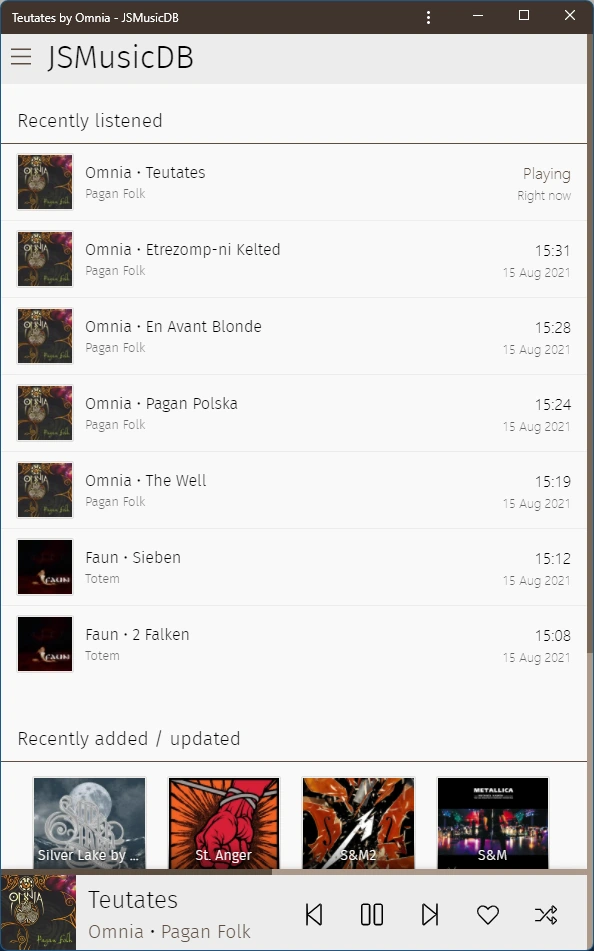 Teutates by Omnia - JSMusicDB
JSMusicDB
Recently listened
Omnia • Teutates
Playing
Pagan Folk
Right now
Omnia • Etrezomp-ni Kelted
15:31
Pagan Folk
15 Aug 2021
Omnia • En Avant Blonde
15:28
Pagan Folk
15 Aug 2021
Omnia • Pagan Polska
15:24
Pagan Folk
15 Aug 2021
Omnia • The Well
15:19
Pagan Folk
15 Aug 2021
Faun • Sieben
15:12
Totem
15 Aug 2021
Faun • 2 Falken
15:08
Totem
15 Aug 2021
Recently added / updated
METALLICA
Silver Lake by ...
St. Anger
S&M2
S&M
Teutates
Omnia • Pagan Folk